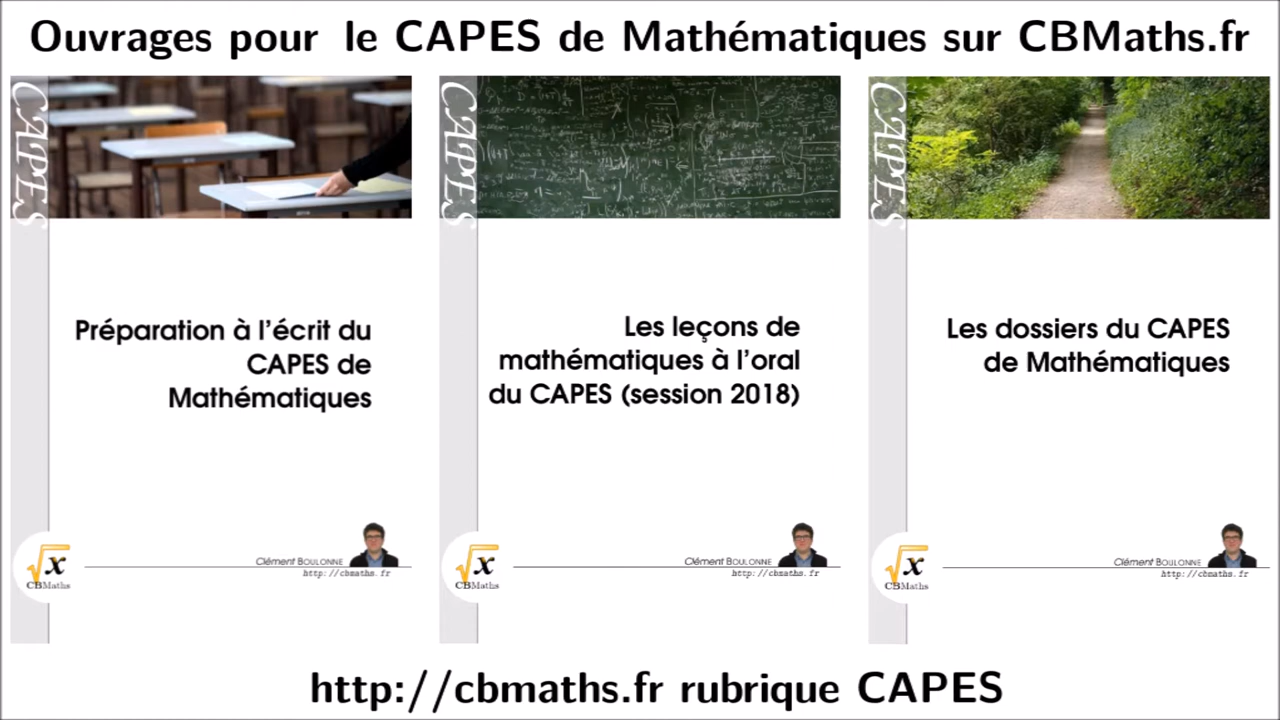 Ouvrages pour le CAPES de Mathématiques sur CBMaths.fr
CAPES
Préparation à l'écrit du
CAPES de
Mathématiques
Clément BOULONNE
http://cbmaths.fr
√x
CBMaths
CAPES
Les leçons de
mathématiques à l'oral
du CAPES (session 2018)
Clément BOULONNE
http://cbmaths.fr
√x
CBMaths
CAPES
Les dossiers du CAPES
de Mathématiques
Clément BOULONNE
http://cbmaths.fr
√x
CBMaths
http://cbmaths.fr rubrique CAPES